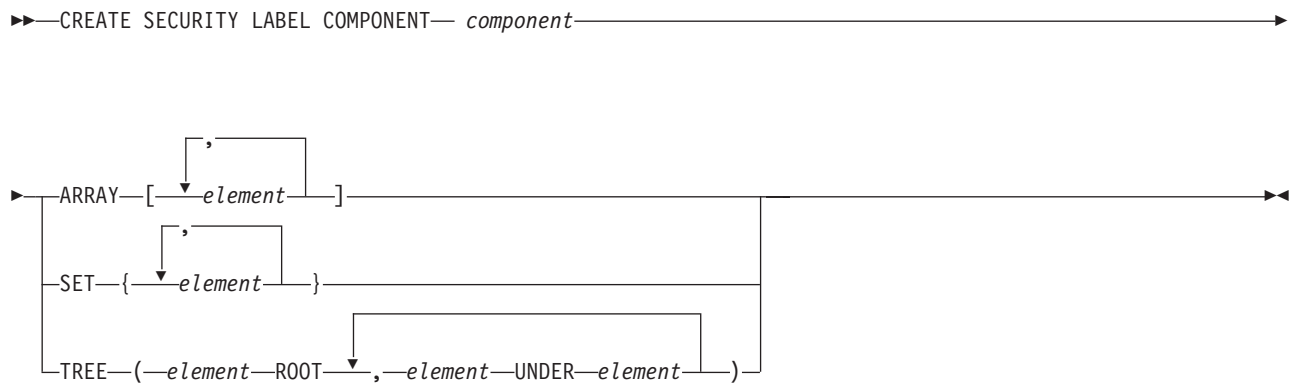 CREATE SECURITY LABEL COMPONENT component
,
ARRAY [ element ]
,
SET { element }
TREE ( element ROOT , element UNDER element )